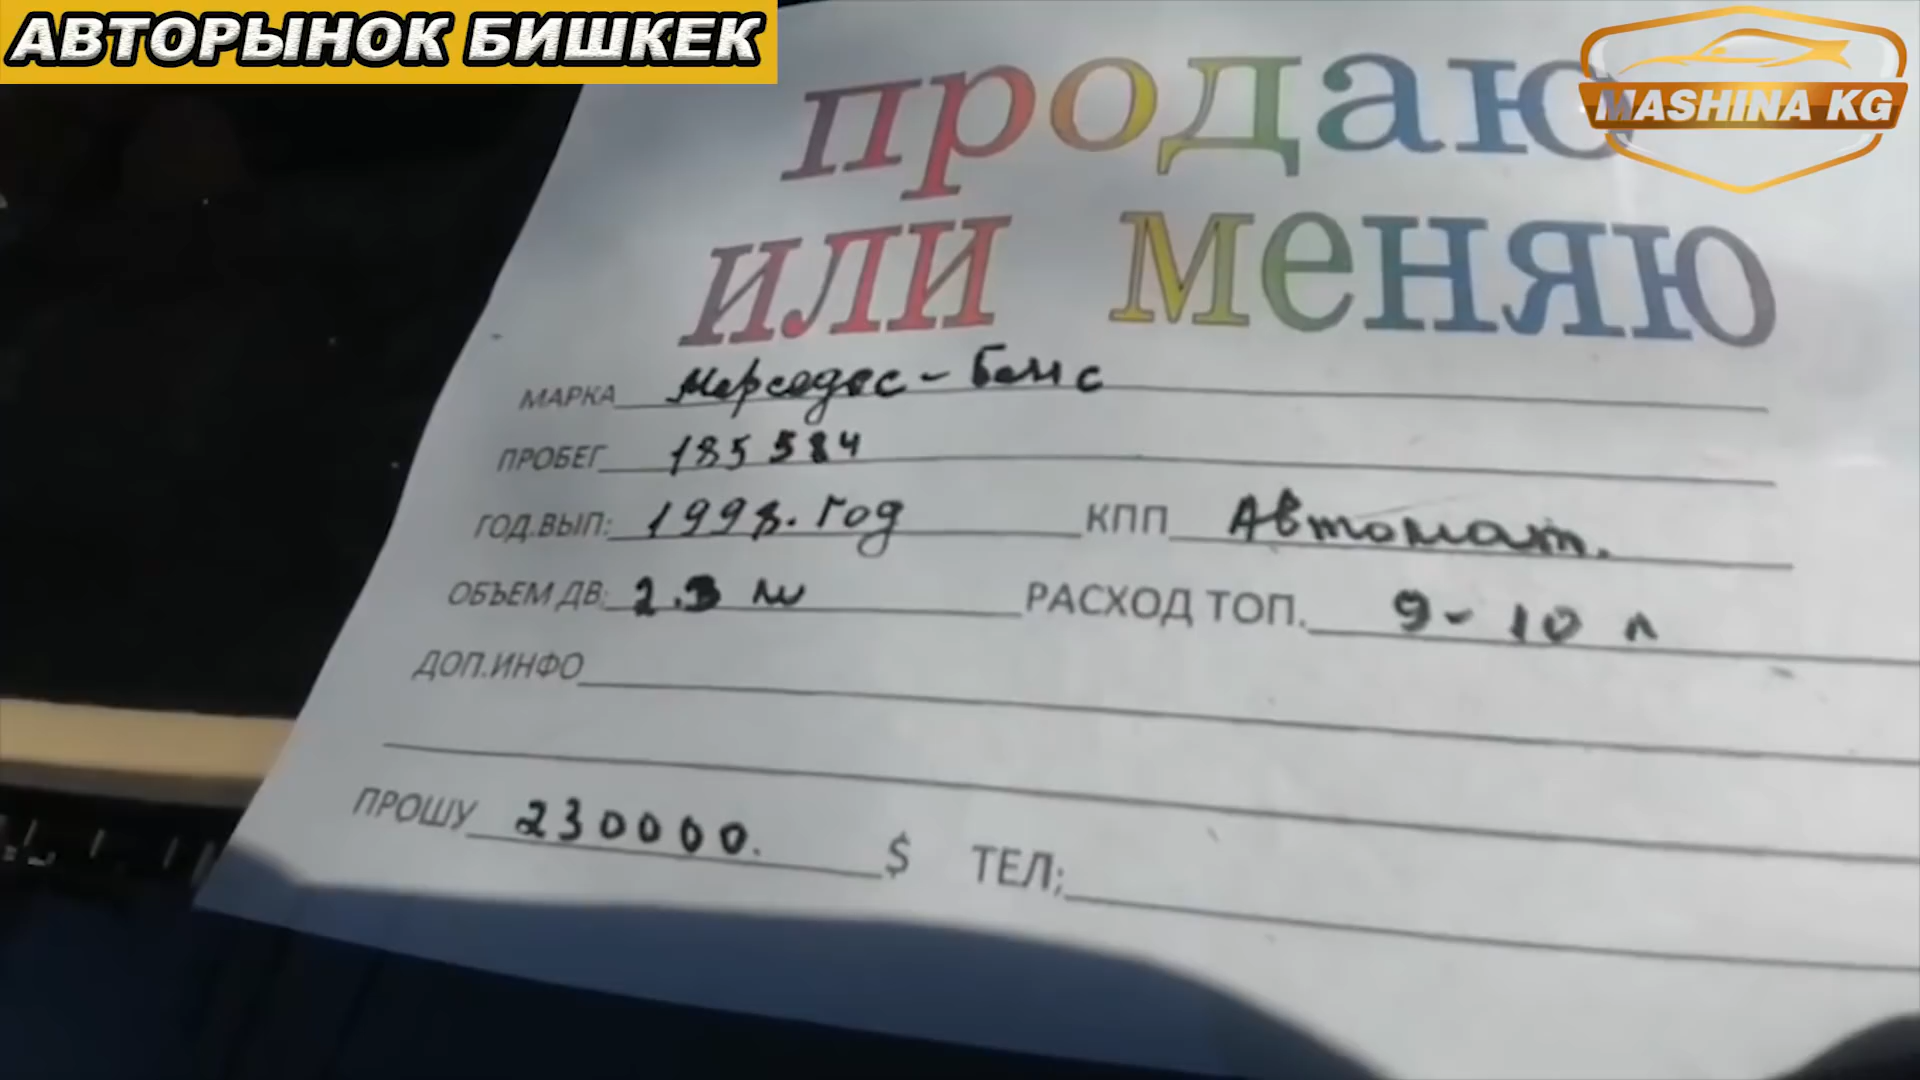 АВТОРЫНОК БИШКЕК
MASHINA KG
продаю
или меняю
МАРКА Мерседес-Бенс
ПРОБЕГ 185584
ГОД.ВЫП: 1998. год КПП Автомат.
ОБЪЕМ ДВ: 2.3 РАСХОД ТОП. 9-10 л
ДОП.ИНФО
ПРОШУ 230000. $ ТЕЛ;